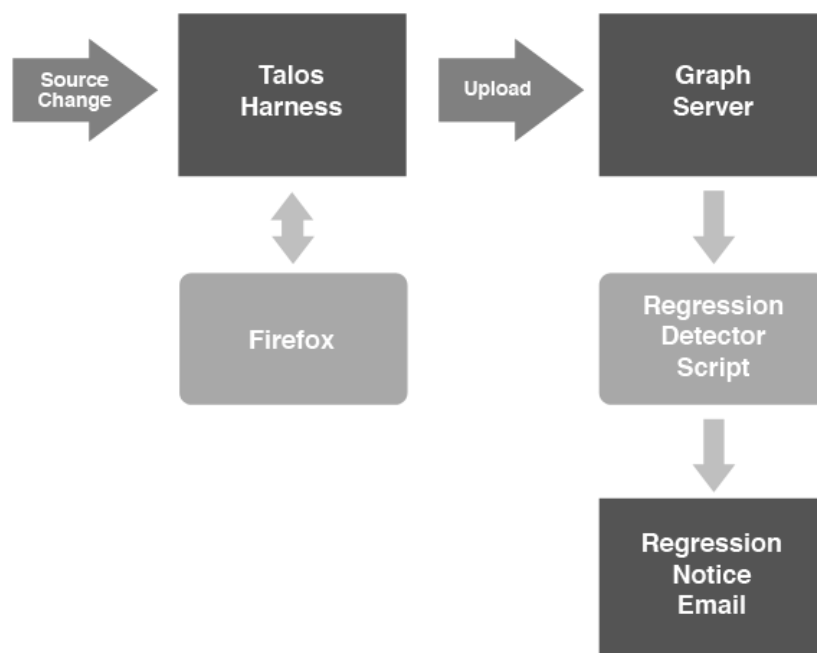 Source
Change
Talos
Harness
Upload
Graph
Server
Firefox
Regression
Detector
Script
Regression
Notice
Email